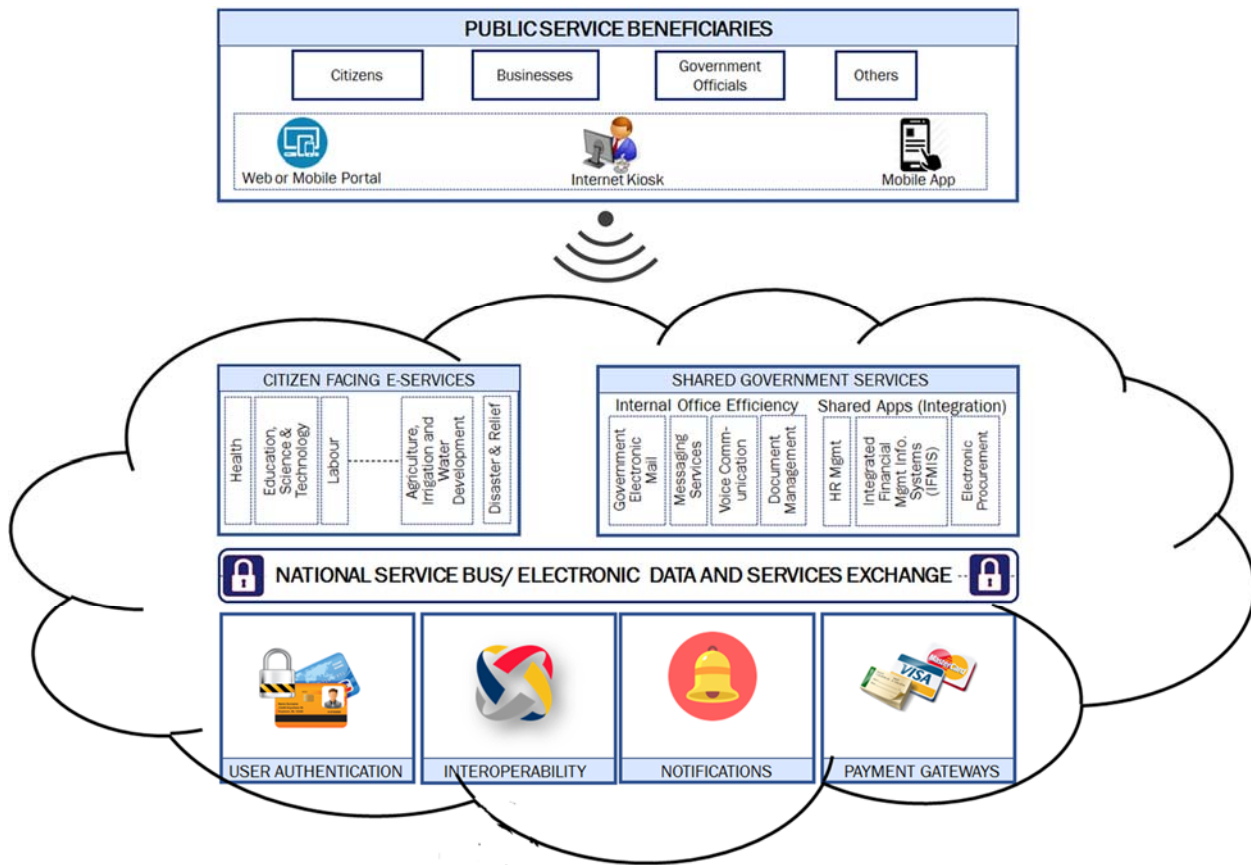 PUBLIC SERVICE BENEFICIARIES
Citizens
Businesses
Government
Officials
Others
Web or Mobile Portal
Internet Kiosk
Mobile App
CITIZEN FACING E-SERVICES
Health
Education,
Science &
Technology
Labour
Agriculture,
Irrigation and
Water
Development
Disaster & Relief
SHARED GOVERNMENT SERVICES
Internal Office Efficiency
Government
Electronic
Mail
Messaging
Services
Voice Comm-
unication
Document
Management
Shared Apps (Integration)
HR Mgmt
Integrated
Financial
Mgmt Info.
Systems
(IFMIS)
Electronic
Procurement
NATIONAL SERVICE BUS/ ELECTRONIC DATA AND SERVICES EXCHANGE
VISA
MasterCard
USER AUTHENTICATION
INTEROPERABILITY
NOTIFICATIONS
PAYMENT GATEWAYS